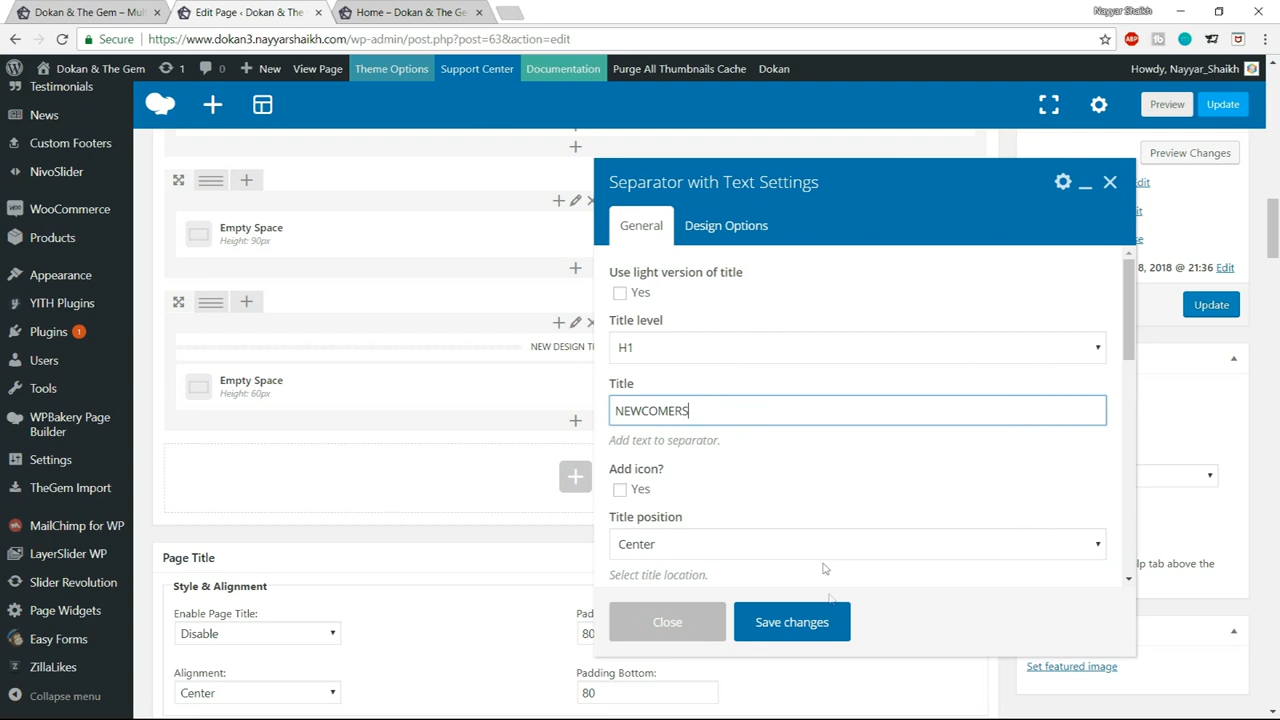 Dokan & The Gem – Mul
Edit Page ‹ Dokan & The
Home – Dokan & The Ge
Nayyar Shaikh
Secure
https://www.dokan3.nayyarshaikh.com/wp-admin/post.php?post=63&action=edit
ABP
Dokan & The Gem
1
0
New
View Page
Theme Options
Support Center
Documentation
Purge All Thumbnails Cache
Dokan
Howdy, Nayyar_Shaikh
Testimonials
News
Custom Footers
NivoSlider
WooCommerce
Products
Appearance
YITH Plugins
Plugins 1
Users
Tools
WPBakery Page
Builder
Settings
TheGem Import
MailChimp for WP
LayerSlider WP
Slider Revolution
Page Widgets
Easy Forms
ZillaLikes
Collapse menu
Preview
Update
Empty Space
Height: 90px
NEW DESIGN T
Empty Space
Height: 60px
Page Title
Style & Alignment
Enable Page Title:
Disable
Pad
80
Alignment:
Center
Padding Bottom:
80
Separator with Text Settings
General
Design Options
Use light version of title
Yes
Title level
H1
Title
NEWCOMERS
Add text to separator.
Add icon?
Yes
Title position
Center
Select title location.
Close
Save changes
Preview Changes
dit
it
e
8, 2018 @ 21:36 Edit
Update
lp tab above the
Set featured image